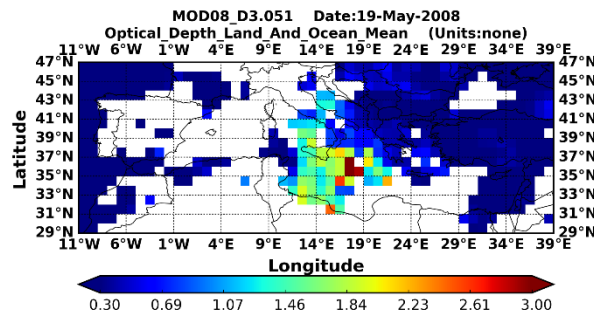 MOD08_D3.051 Date:19-May-2008
Optical_Depth_Land_And_Ocean_Mean (Units:none)
11°W 6°W 1°W 4°E 9°E 14°E 19°E 24°E 29°E 34°E 39°E
47°N 47°N
45°N 45°N
43°N 43°N
41°N 41°N
39°N 39°N
37°N 37°N
35°N 35°N
33°N 33°N
31°N 31°N
29°N 29°N
Latitude
11°W 6°W 1°W 4°E 9°E 14°E 19°E 24°E 29°E 34°E 39°E
Longitude
0.30 0.69 1.07 1.46 1.84 2.23 2.61 3.00